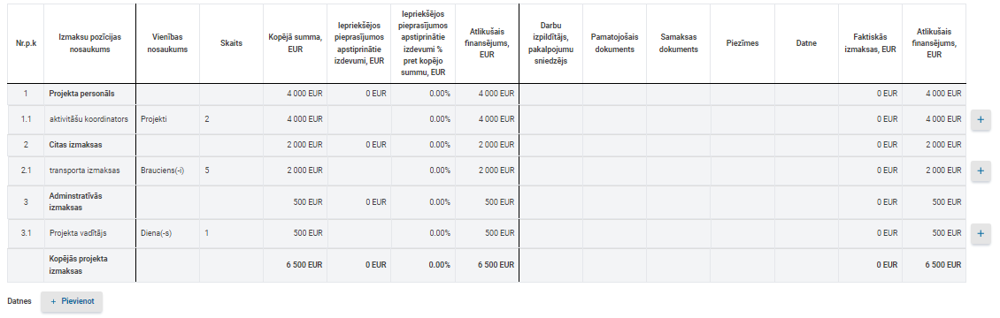 Nr.p.k Izmaksu pozīcijas nosaukums Vienības nosaukums Skaits Kopējā summa, EUR Iepriekšējos pieprasījumos apstiprinātie izdevumi, EUR Iepriekšējos pieprasījumos apstiprinātie izdevumi % pret kopējo summu, EUR Atlikušais finansējums, EUR Darbu izpildītājs, pakalpojumu sniedzējs Pamatojošais dokuments Samaksas dokuments Piezīmes Datne Faktiskās izmaksas, EUR Atlikušais finansējums, EUR
1 Projekta personāls 4 000 EUR 0 EUR 0.00% 4 000 EUR 0 EUR 4 000 EUR
1.1 aktivitāšu koordinators Projekti 2 4 000 EUR 0.00% 4 000 EUR 0 EUR 4 000 EUR +
2 Citas izmaksas 2 000 EUR 0 EUR 0.00% 2 000 EUR 0 EUR 2 000 EUR
2.1 transporta izmaksas Brauciens(-i) 5 2 000 EUR 0.00% 2 000 EUR 0 EUR 2 000 EUR +
3 Adminstratīvās izmaksas 500 EUR 0 EUR 0.00% 500 EUR 0 EUR 500 EUR
3.1 Projekta vadītājs Diena(-s) 1 500 EUR 0.00% 500 EUR 0 EUR 500 EUR +
Kopējās projekta izmaksas 6 500 EUR 0 EUR 0.00% 6 500 EUR 0 EUR 6 500 EUR
Datnes + Pievienot